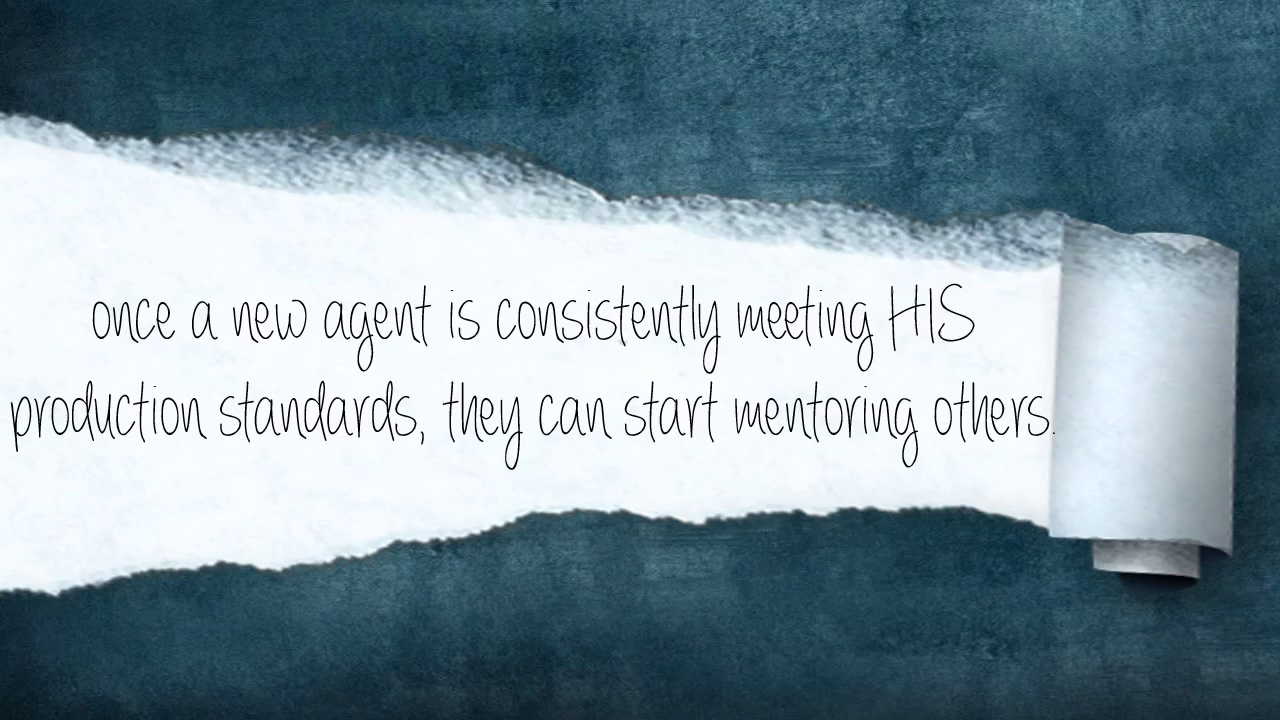 once a new agent is consistently meeting HIS
production standards, they can start mentoring others.